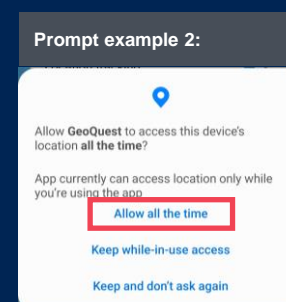 Prompt example 2:
Allow GeoQuest to access this device's
location all the time?
App currently can access location only while
you're using the app
Allow all the time
Keep while-in-use access
Keep and don't ask again